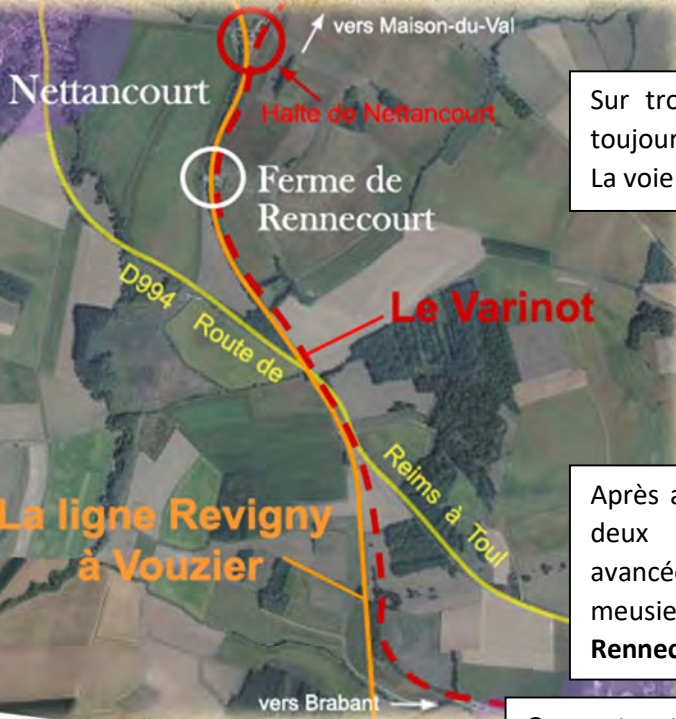 vers Maison-du-Val
Nettancourt
Halte de Nettancourt
Ferme de
Rennecourt
D994 Route de
Reims à Toul
Le Varinot
La ligne Revigny
à Vouzier
vers Brabant
Sur
toujour
La voie
Après
deux
avancé
meusie
Rennec